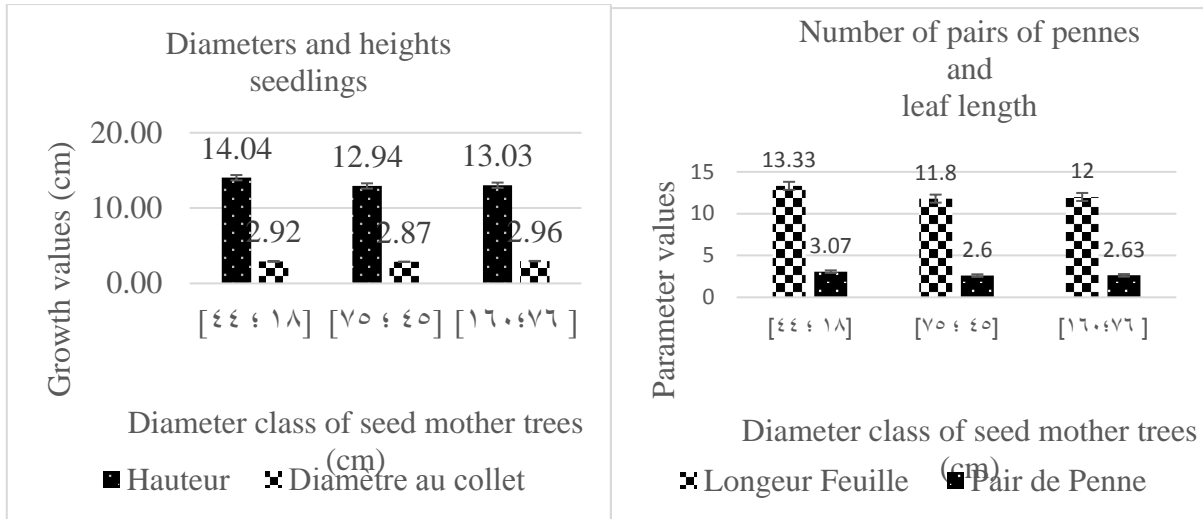 Diameters and heights
seedlings
Growth values (cm)
20.00
10.00
0.00
14.04
12.94
13.03
2.92
2.87
2.96
[١٨ ؛ ٤٤]
[٤٥ ؛ ٧٥]
[٧٦؛١٦٠ ]
Diameter class of seed mother trees
(cm)
Hauteur
Diamètre au collet
Number of pairs of pennes
and
leaf length
Parameter values
15
10
5
0
13.33
11.8
12
3.07
2.6
2.63
[١٨ ؛ ٤٤]
[٤٥ ؛ ٧٥]
[٧٦؛١٦٠ ]
Diameter class of seed mother trees
(cm)
Longeur Feuille
Pair de Penne